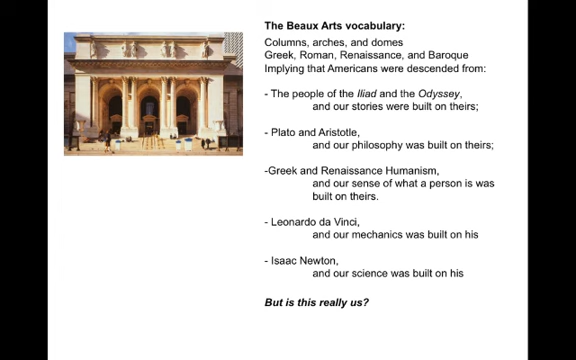 The Beaux Arts vocabulary:
Columns, arches, and domes
Greek, Roman, Renaissance, and Baroque
Implying that Americans were descended from:
- The people of the Iliad and the Odyssey,
and our stories were built on theirs;
- Plato and Aristotle,
and our philosophy was built on theirs;
-Greek and Renaissance Humanism,
and our sense of what a person is was
built on theirs.
- Leonardo da Vinci,
and our mechanics was built on his
- Isaac Newton,
and our science was built on his
But is this really us?